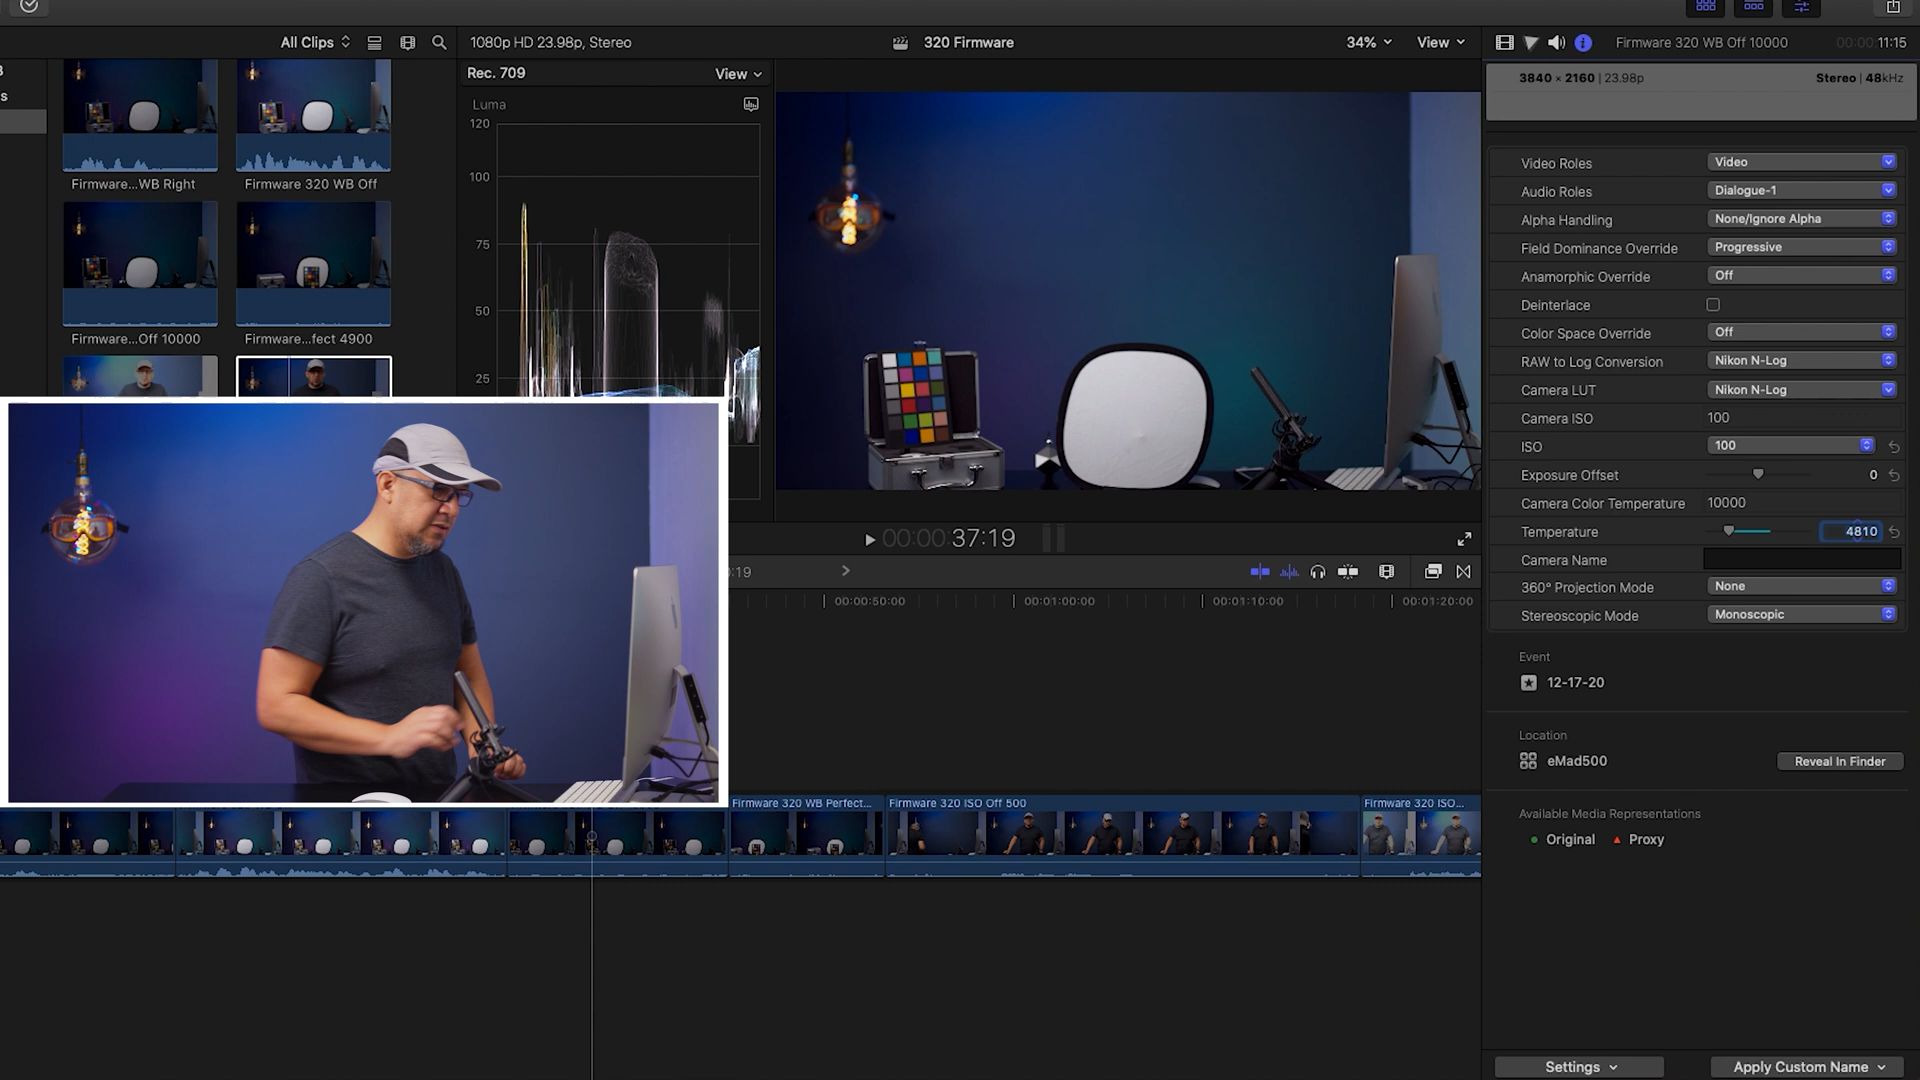 All Clips
1080p HD 23.98p, Stereo
320 Firmware
34%
View
Firmware 320 WB Off 10000
00:00:11:15
s
Rec. 709
View
3840 × 2160 | 23.98p
Stereo | 48kHz
Luma
120
100
75
50
25
Firmware...WB Right
Firmware 320 WB Off
Firmware...Off 10000
Firmware...fect 4900
Video Roles
Video
Audio Roles
Dialogue-1
Alpha Handling
None/Ignore Alpha
Field Dominance Override
Progressive
Anamorphic Override
Off
Deinterlace
Color Space Override
Off
RAW to Log Conversion
Nikon N-Log
Camera LUT
Nikon N-Log
Camera ISO
100
ISO
100
Exposure Offset
0
Camera Color Temperature
10000
Temperature
4810
Camera Name
360° Projection Mode
None
Stereoscopic Mode
Monoscopic
00:00:37:19
:19
00:00:50:00
00:01:00:00
00:01:10:00
00:01:20:00
Event
12-17-20
Location
eMad500
Reveal In Finder
Available Media Representations
Original
Proxy
Firmware 320 WB Perfect...
Firmware 320 ISO Off 500
Firmware 320 ISO...
Settings
Apply Custom Name